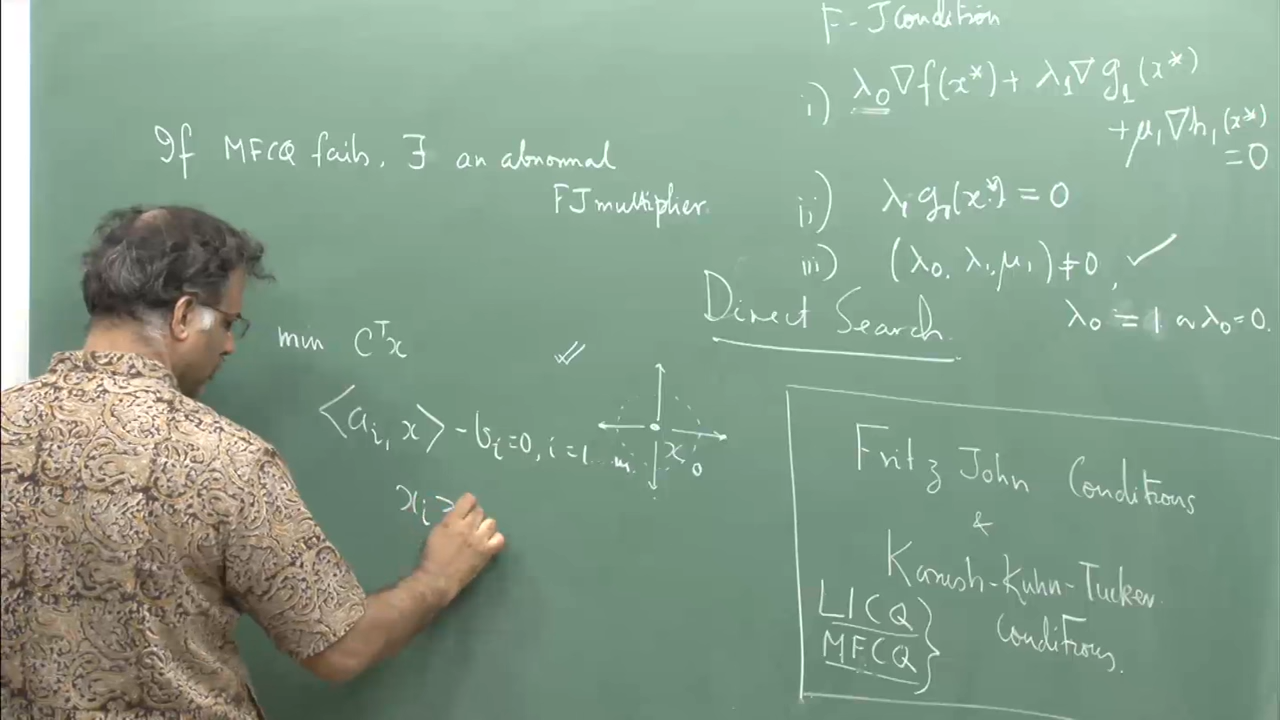 If MFCQ fails, ∃ an abnormal
FJ multiplier.
min Cᵀx
⟨aᵢ, x⟩ - bᵢ = 0, i = 1 ... m
xᵢ ≥
x₀
F-J Condition
i) λ₀∇f(x*) + λ₁∇g₁(x*)
+ μ₁∇h₁(x*)
= 0
ii) λ₁g₁(x*) = 0
iii) (λ₀, λ₁, μ₁) ≠ 0,
λ₀ = 1 or λ₀ = 0.
Direct Search.
Fritz John Conditions
&
Karush-Kuhn-Tucker
Conditions.
LICQ
MFCQ